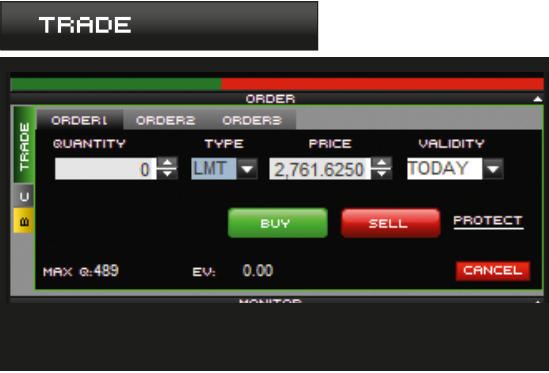 TRADE
ORDER
TRADE
ORDER1 ORDER2 ORDER3
QUANTITY TYPE PRICE VALIDITY
0 LMT 2,761.6250 TODAY
U
B
BUY SELL PROTECT
MAX Q:489 EV: 0.00 CANCEL
MONITOR